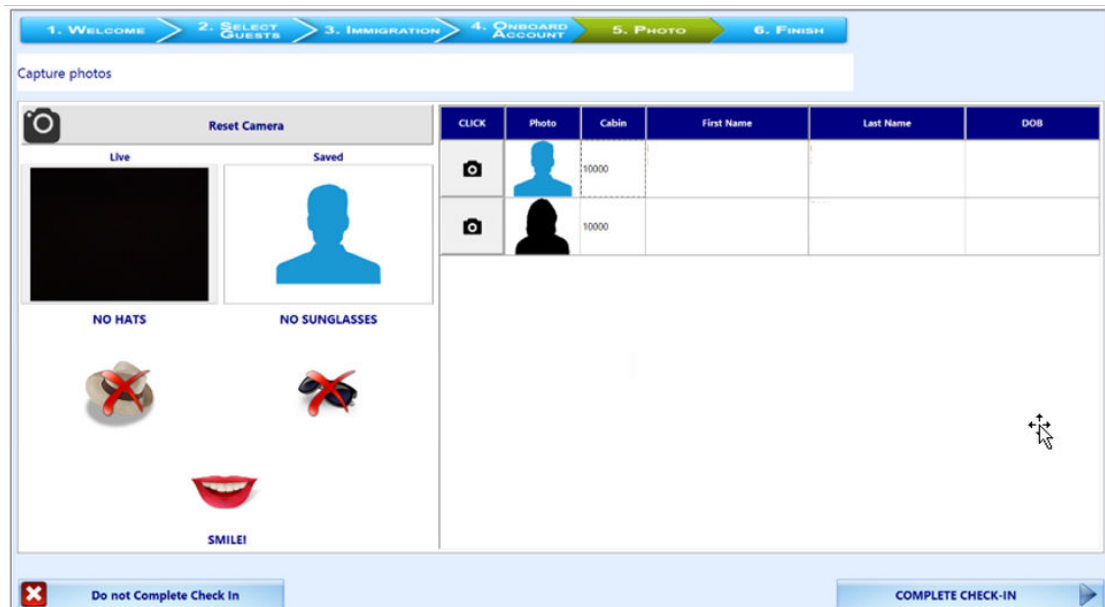 1. WELCOME
2. SELECT GUESTS
3. IMMIGRATION
4. ONBOARD ACCOUNT
5. PHOTO
6. FINISH
Capture photos
Reset Camera
Live
Saved
NO HATS
NO SUNGLASSES
SMILE!
CLICK Photo Cabin First Name Last Name DOB
10000
10000
Do not Complete Check In
COMPLETE CHECK-IN